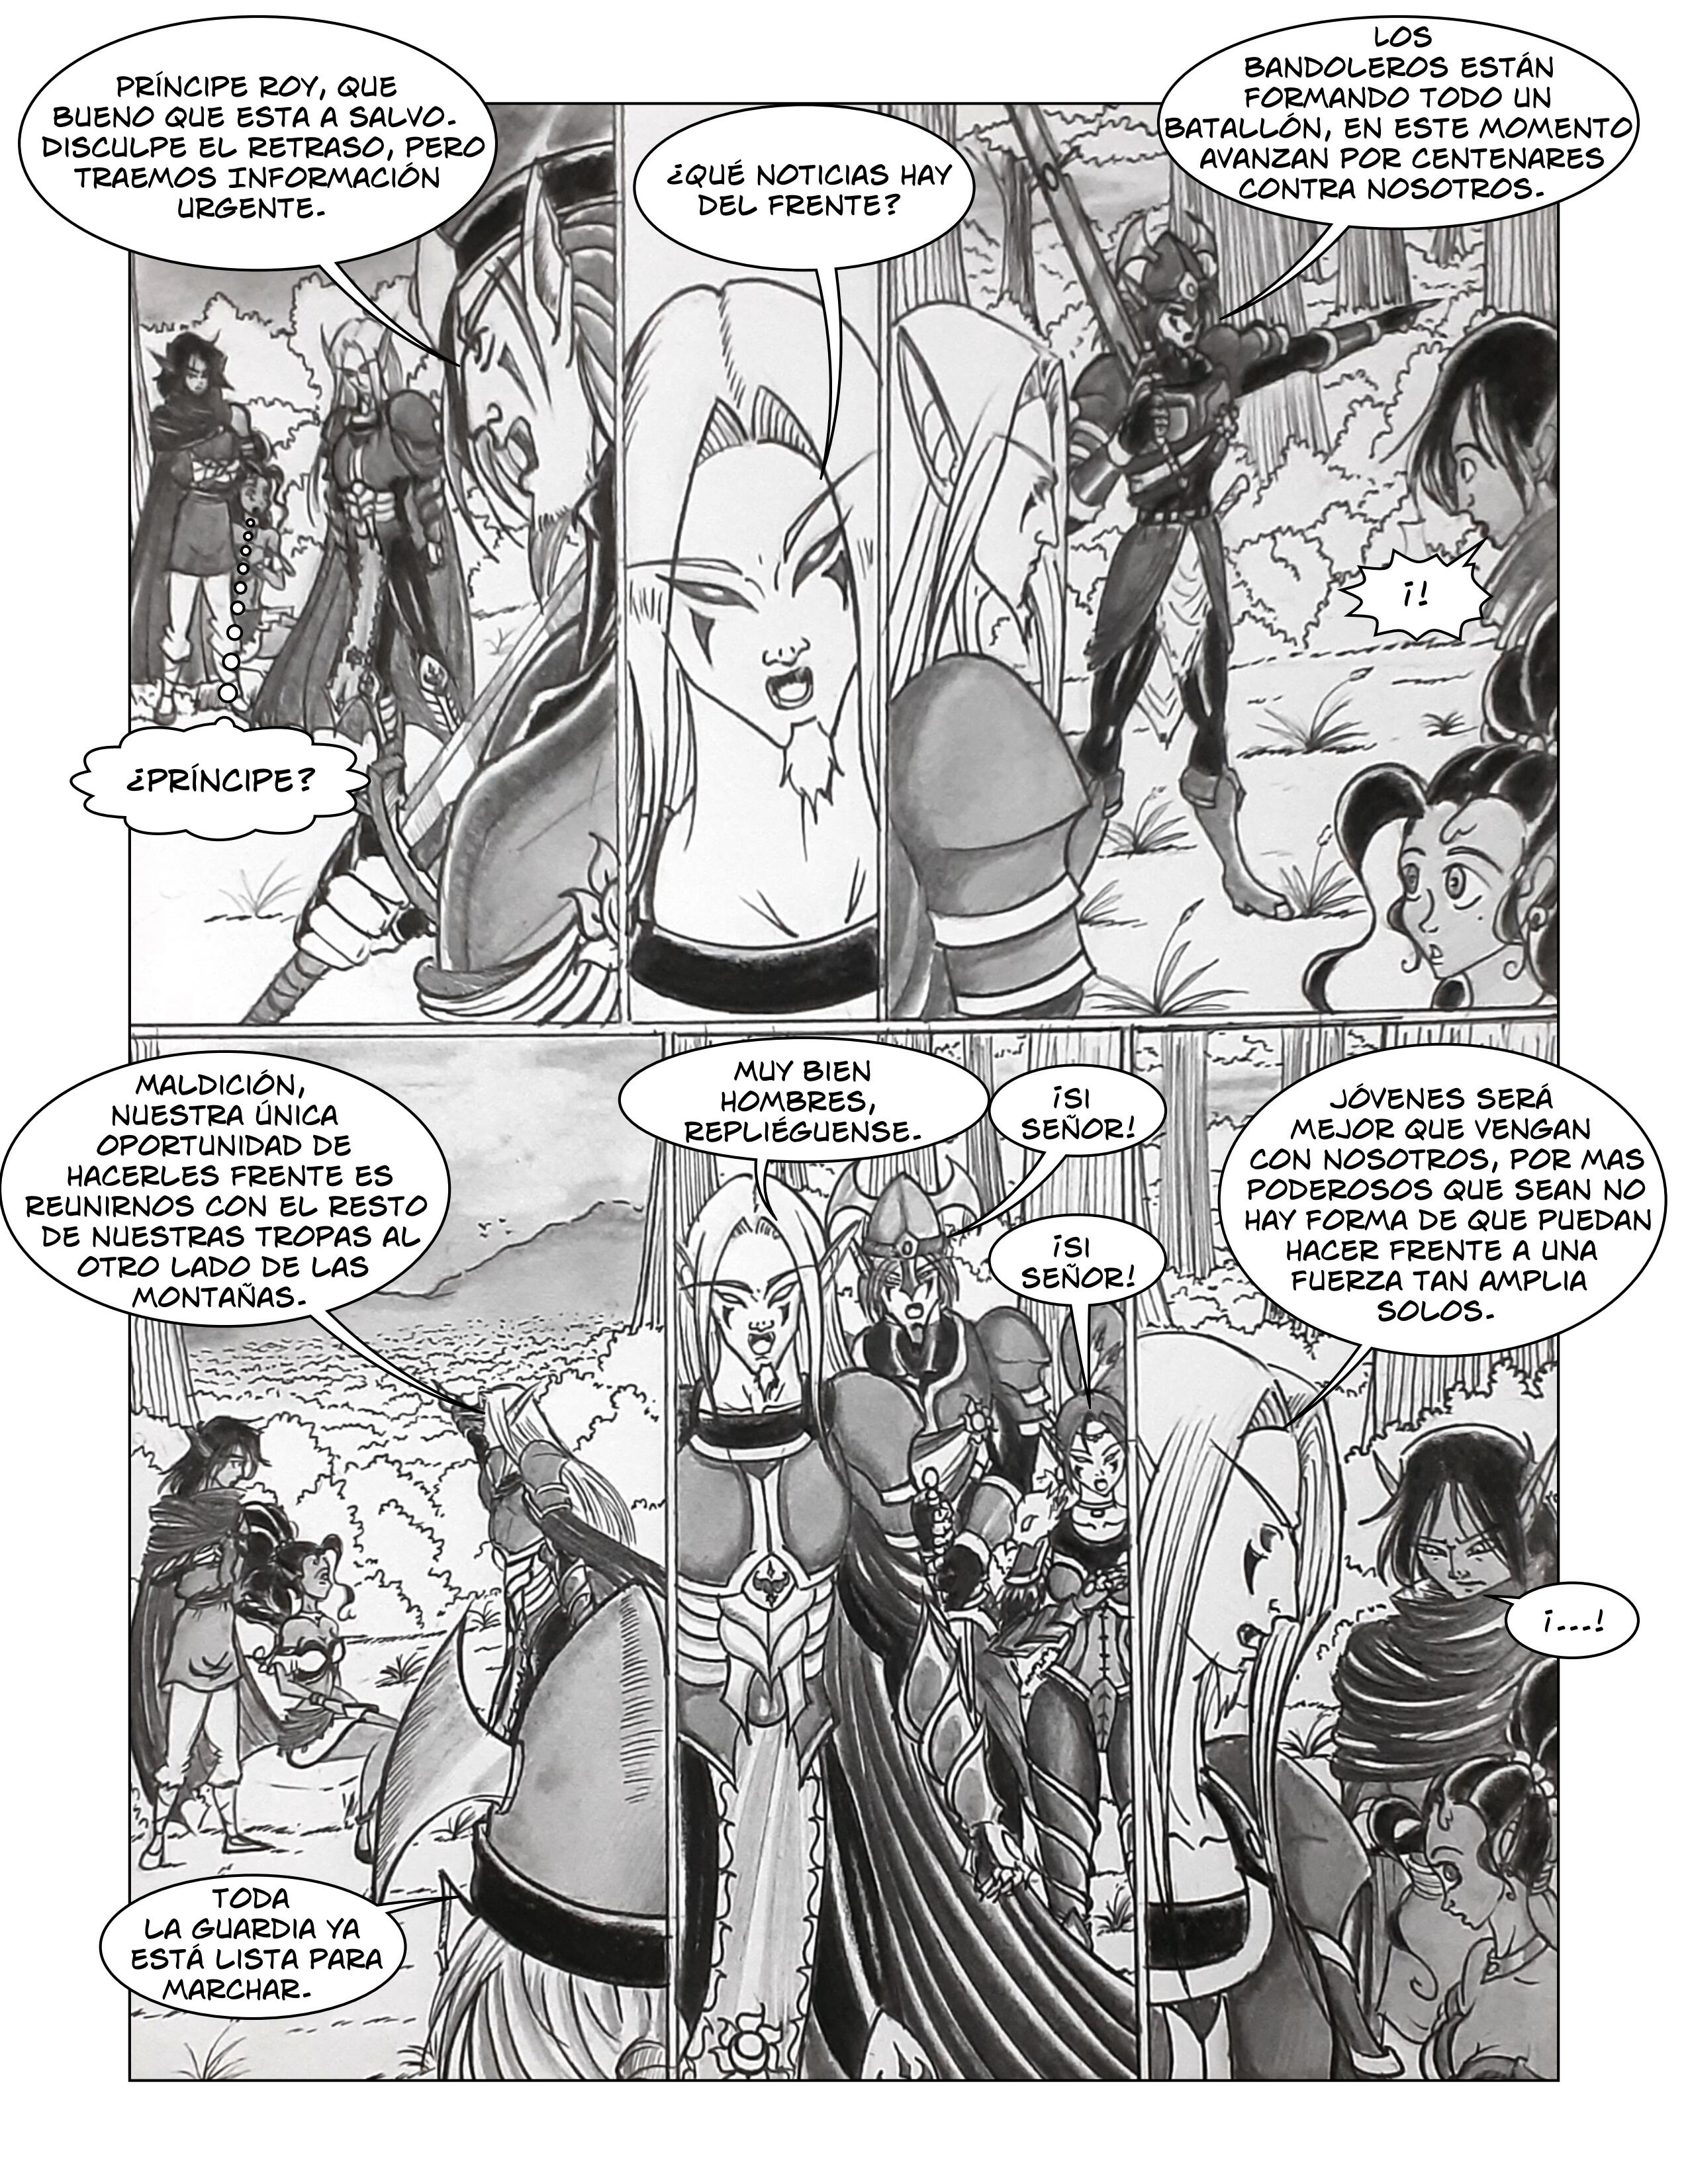 PRÍNCIPE ROY, QUE
BUENO QUE ESTA A SALVO.
DISCULPE EL RETRASO, PERO
TRAEMOS INFORMACIÓN
URGENTE.
¿PRÍNCIPE?
¿QUÉ NOTICIAS HAY
DEL FRENTE?
LOS
BANDOLEROS ESTÁN
FORMANDO TODO UN
BATALLÓN, EN ESTE MOMENTO
AVANZAN POR CENTENARES
CONTRA NOSOTROS.
¡!
MALDICIÓN,
NUESTRA ÚNICA
OPORTUNIDAD DE
HACERLES FRENTE ES
REUNIRNOS CON EL RESTO
DE NUESTRAS TROPAS AL
OTRO LADO DE LAS
MONTAÑAS.
TODA
LA GUARDIA YA
ESTÁ LISTA PARA
MARCHAR.
MUY BIEN
HOMBRES,
REPLIÉGUENSE.
¡SI
SEÑOR!
¡SI
SEÑOR!
JÓVENES SERÁ
MEJOR QUE VENGAN
CON NOSOTROS, POR MAS
PODEROSOS QUE SEAN NO
HAY FORMA DE QUE PUEDAN
HACER FRENTE A UNA
FUERZA TAN AMPLIA
SOLOS.
¡...!